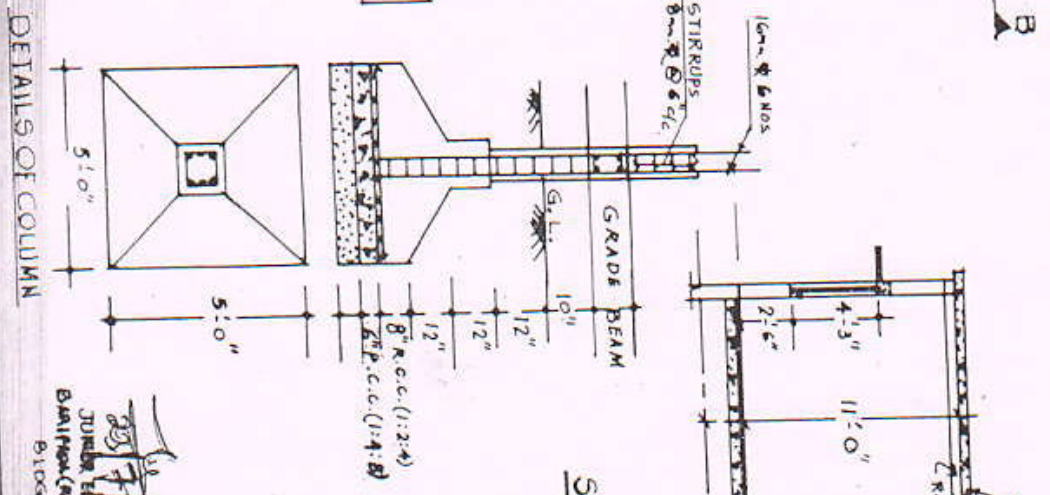 B
16mm φ 6 NOS
STIRRUPS
8mm φ @ 6" c/c
G.L.
GRADE BEAM
10"
12"
12"
12"
8" R.C.C. (1:2:4)
6" P.C.C. (1:4:8)
5'-0"
5'-0"
DETAILS OF COLUMN
4'-3"
2'-6"
11'-0"
R
S
BLDG